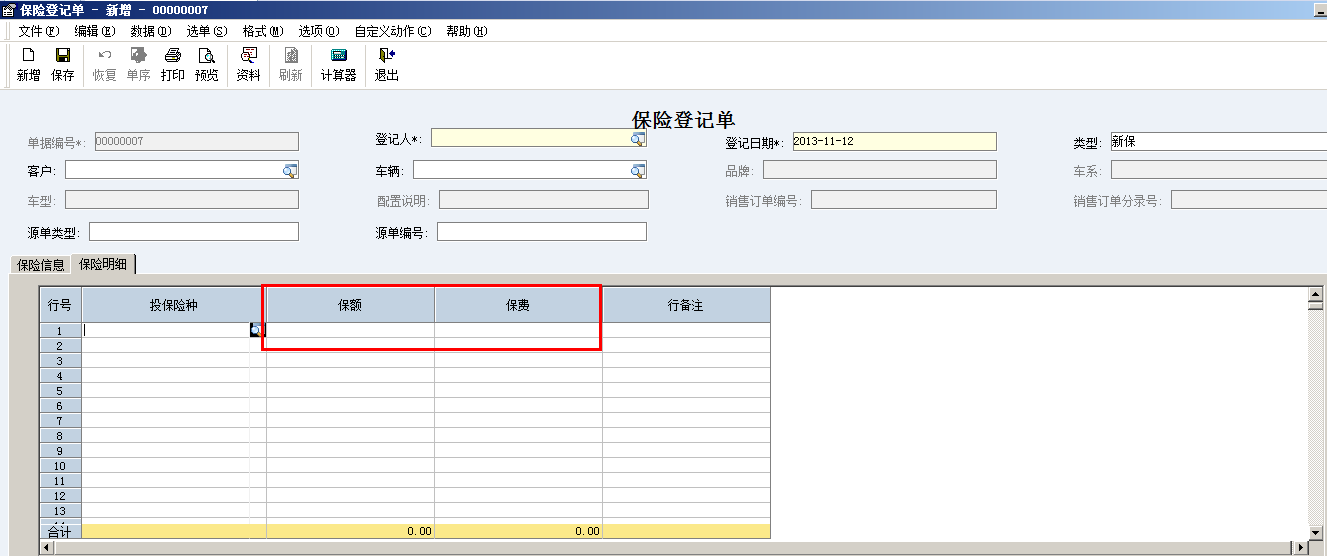 保险登记单 - 新增 - 00000007
文件(F) 编辑(E) 数据(D) 选单(S) 格式(M) 选项(O) 自定义动作(C) 帮助(H)
新增 保存 恢复 单序 打印 预览 资料 刷新 计算器 退出
保险登记单
单据编号*: 00000007 登记人*: 登记日期*: 2013-11-12 类型: 新保
客户: 车辆: 品牌: 车系:
车型: 配置说明: 销售订单编号: 销售订单分录号:
源单类型: 源单编号:
保险信息 保险明细
行号 投保险种 保额 保费 行备注
1
2
3
4
5
6
7
8
9
10
11
12
13
合计 0.00 0.00